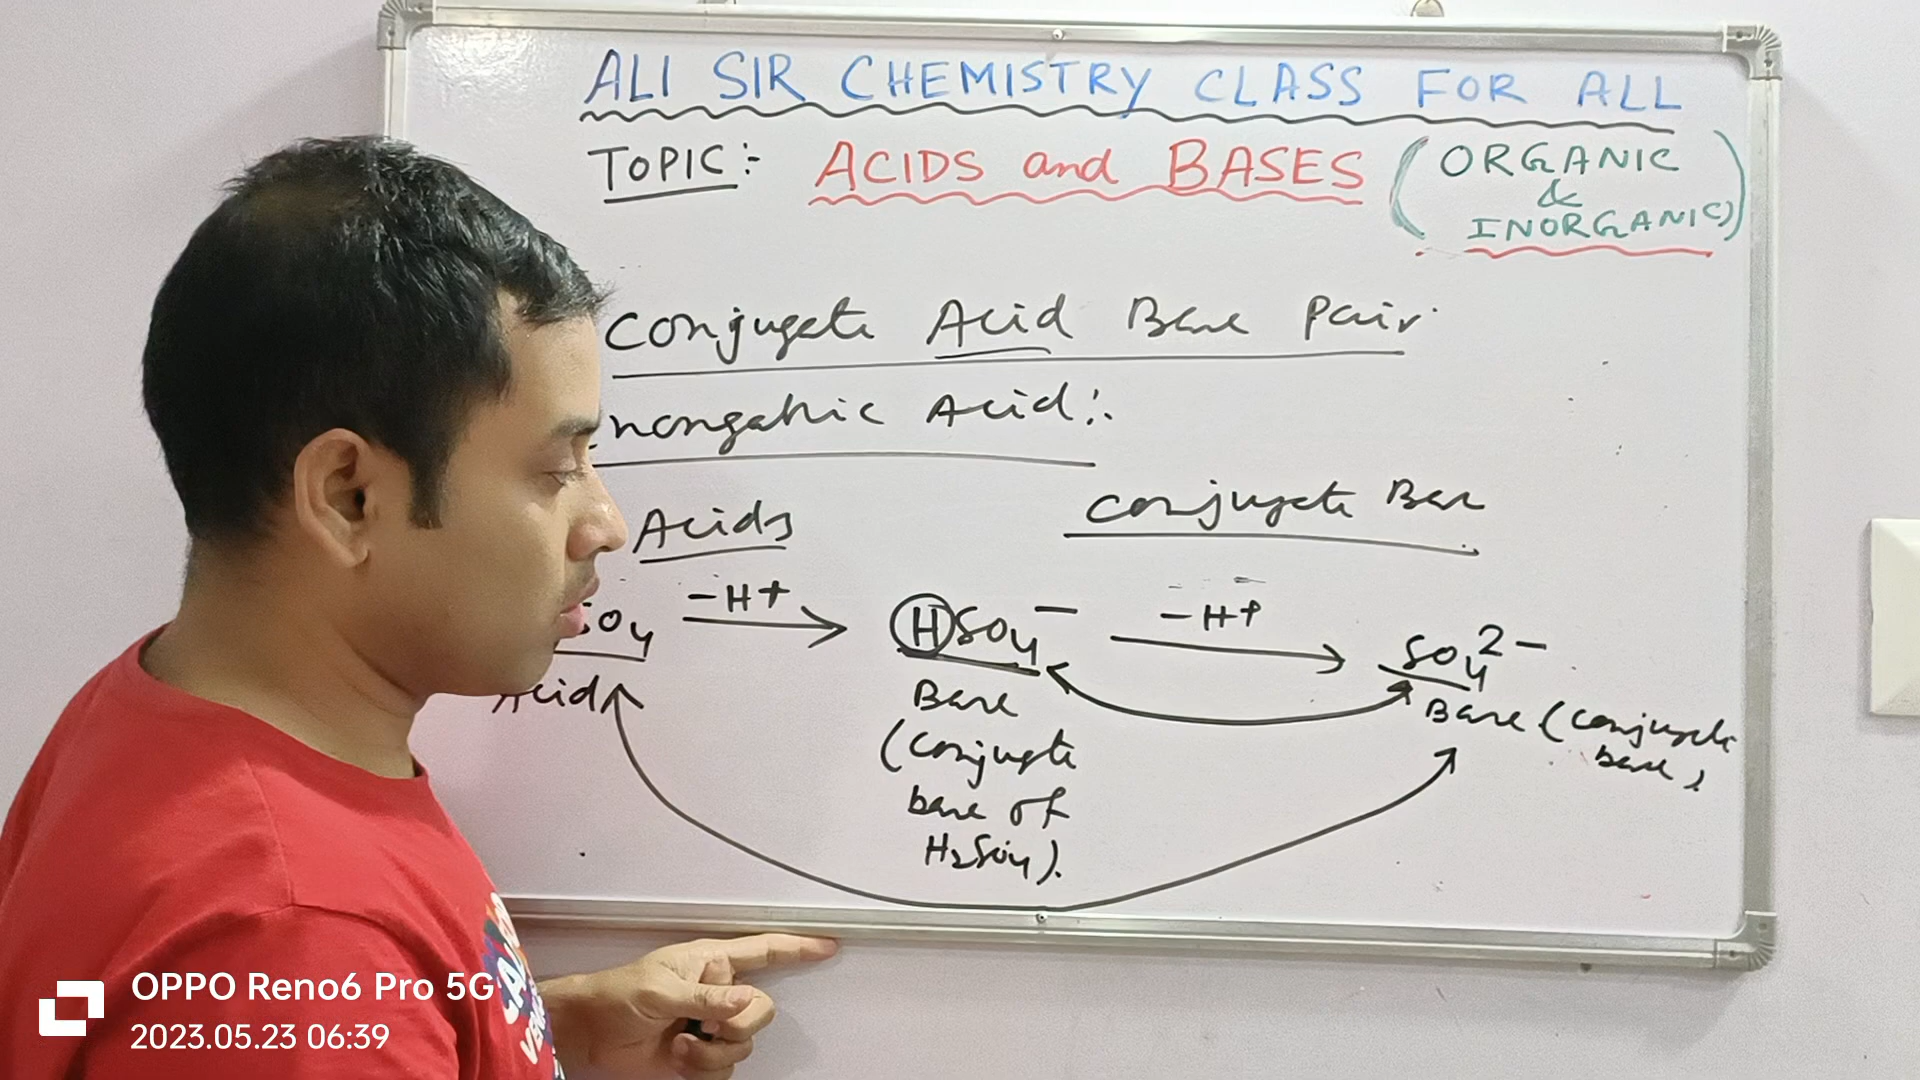 ALI SIR CHEMISTRY CLASS FOR ALL
TOPIC:- ACIDS and BASES (ORGANIC
&
INORGANIC)
Conjugate Acid Base Pair
Acid:.
Acids
Conjugate Base
SO4 -H+ HSO4– -H+ SO4 2–
Acid
Base
(Conjugate
base of
H2SO4).
Base (Conjugate
base)
OPPO Reno6 Pro 5G
2023.05.23 06:39